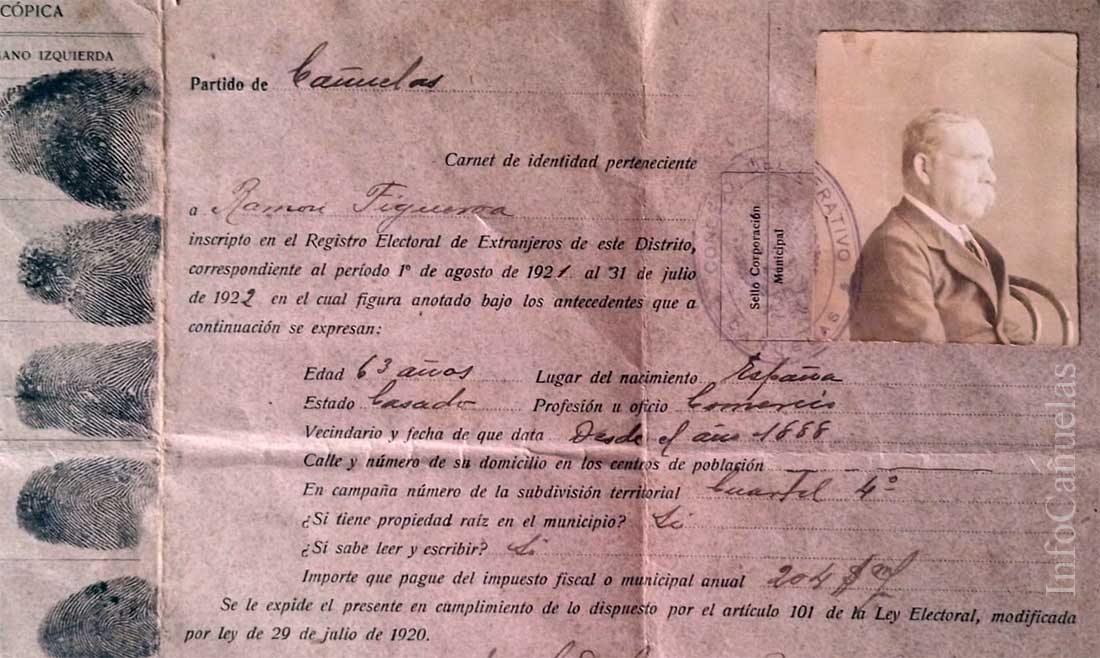 CÓPICA
ANO IZQUIERDA
Partido de Cañuelas
Carnet de identidad perteneciente
a Ramon Figueroa
inscripto en el Registro Electoral de Extranjeros de este Distrito,
correspondiente al período 1º de agosto de 1921 al 31 de julio
de 1922 en el cual figura anotado bajo los antecedentes que a
continuación se expresan:
Edad 63 años Lugar del nacimiento España
Estado Casado Profesión u oficio Comercio
Vecindario y fecha de que data Desde el año 1888
Calle y número de su domicilio en los centros de población
En campaña número de la subdivisión territorial Cuartel 4º
¿Si tiene propiedad raíz en el municipio? Si
¿Si sabe leer y escribir? Si
Importe que pague del impuesto fiscal o municipal anual 204 $ m/
Se le expide el presente en cumplimiento de lo dispuesto por el artículo 101 de la Ley Electoral, modificada
por ley de 29 de julio de 1920.
Sello Corporación
Municipal
InfoCañuelas